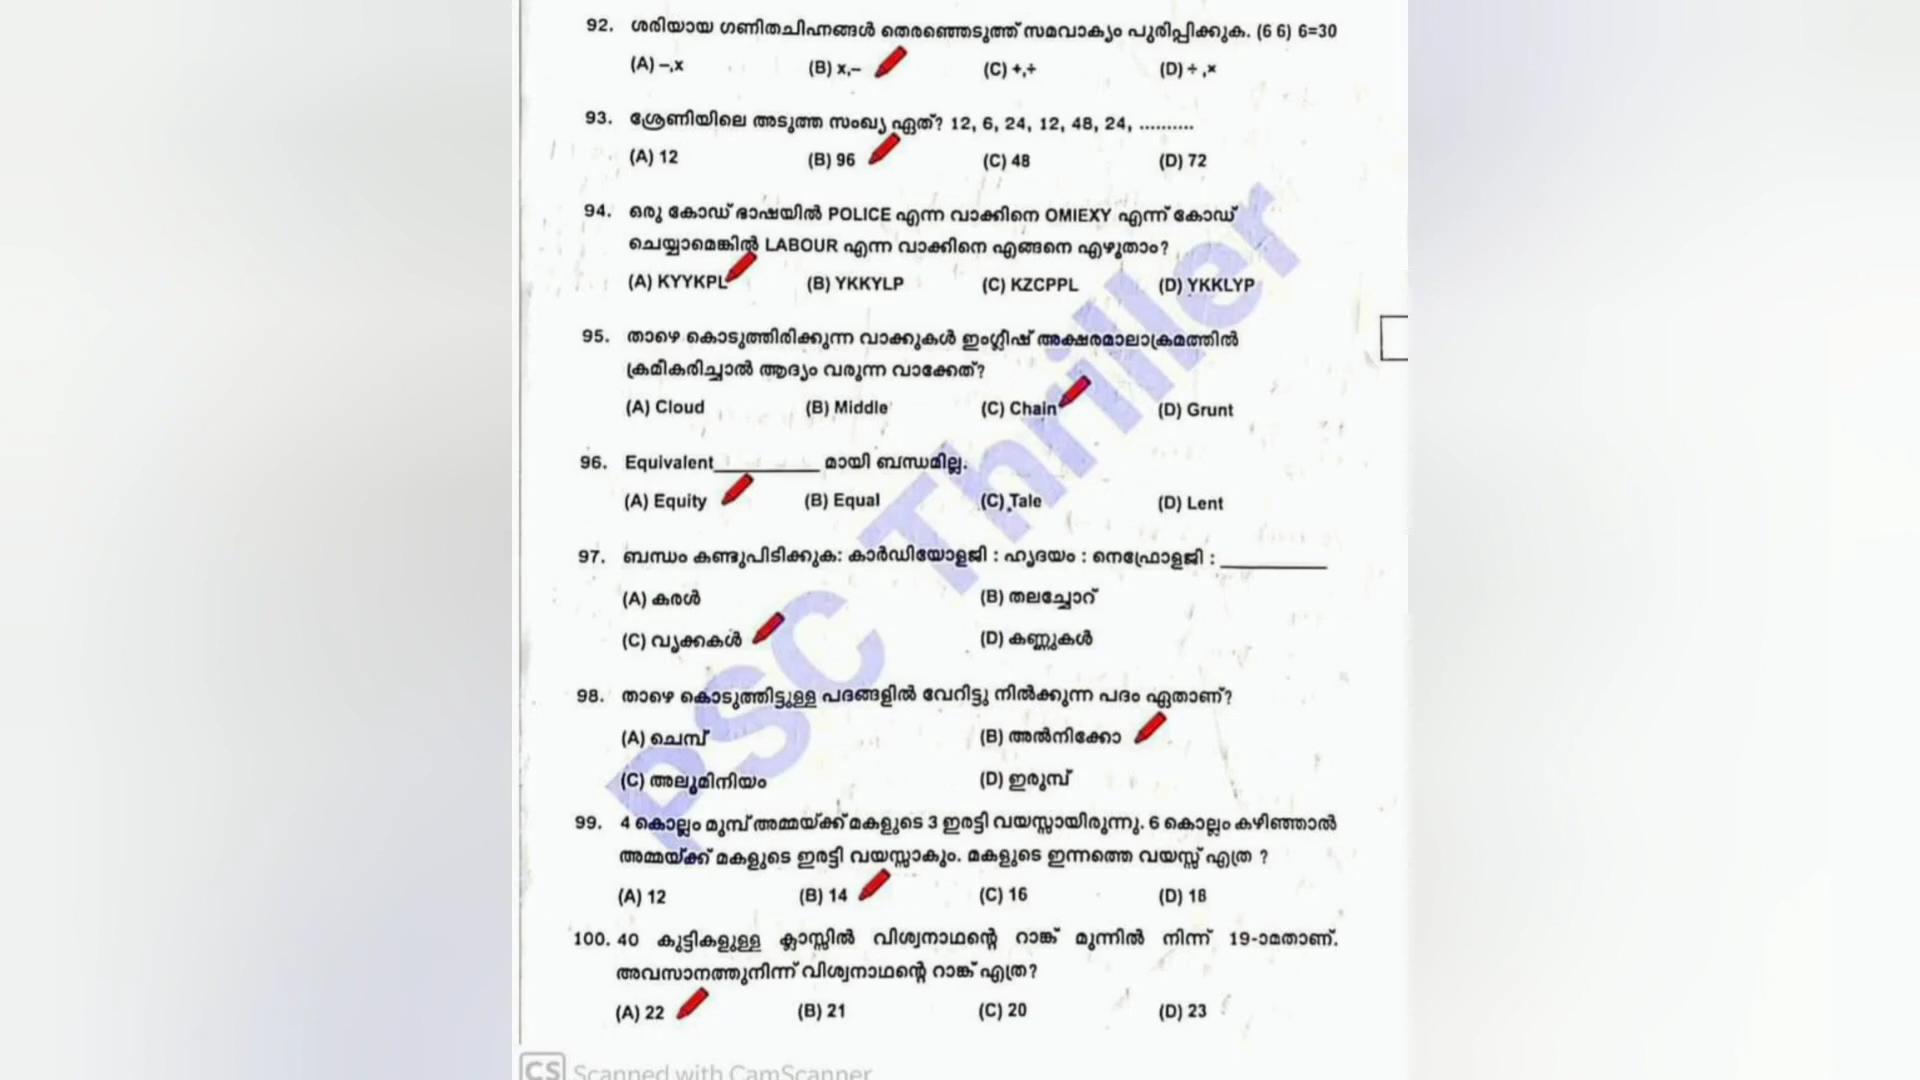 92. ശരിയായ ഗണിതചിഹ്നങ്ങൾ തെരഞ്ഞെടുത്ത് സമവാക്യം പൂരിപ്പിക്കുക. (6 6) 6=30
(A) –,x (B) x,– (C) +,÷ (D) ÷ ,×
93. ശ്രേണിയിലെ അടുത്ത സംഖ്യ ഏത്? 12, 6, 24, 12, 48, 24, ..........
(A) 12 (B) 96 (C) 48 (D) 72
94. ഒരു കോഡ് ഭാഷയിൽ POLICE എന്ന വാക്കിനെ OMIEXY എന്ന് കോഡ്
ചെയ്യാമെങ്കിൽ LABOUR എന്ന വാക്കിനെ എങ്ങനെ എഴുതാം?
(A) KYYKPL (B) YKKYLP (C) KZCPPL (D) YKKLYP
95. താഴെ കൊടുത്തിരിക്കുന്ന വാക്കുകൾ ഇംഗ്ലീഷ് അക്ഷരമാലാക്രമത്തിൽ
ക്രമീകരിച്ചാൽ ആദ്യം വരുന്ന വാക്കേത്?
(A) Cloud (B) Middle (C) Chain (D) Grunt
96. Equivalent__________ മായി ബന്ധമില്ല.
(A) Equity (B) Equal (C) Tale (D) Lent
97. ബന്ധം കണ്ടുപിടിക്കുക: കാർഡിയോളജി : ഹൃദയം : നെഫ്രോളജി : __________
(A) കരൾ (B) തലച്ചോറ്
(C) വൃക്കകൾ (D) കണ്ണുകൾ
98. താഴെ കൊടുത്തിട്ടുള്ള പദങ്ങളിൽ വേറിട്ടു നിൽക്കുന്ന പദം ഏതാണ്?
(A) ചെമ്പ് (B) അൽനിക്കോ
(C) അലൂമിനിയം (D) ഇരുമ്പ്
99. 4 കൊല്ലം മുമ്പ് അമ്മയ്ക്ക് മകളുടെ 3 ഇരട്ടി വയസ്സായിരുന്നു. 6 കൊല്ലം കഴിഞ്ഞാൽ
അമ്മയ്ക്ക് മകളുടെ ഇരട്ടി വയസ്സാകും. മകളുടെ ഇന്നത്തെ വയസ്സ് എത്ര ?
(A) 12 (B) 14 (C) 16 (D) 18
100. 40 കുട്ടികളുള്ള ക്ലാസ്സിൽ വിശ്വനാഥന്റെ റാങ്ക് മുന്നിൽ നിന്ന് 19-ാമതാണ്.
അവസാനത്തുനിന്ന് വിശ്വനാഥന്റെ റാങ്ക് എത്ര?
(A) 22 (B) 21 (C) 20 (D) 23
PSC Thriller
CS Scanned with CamScanner